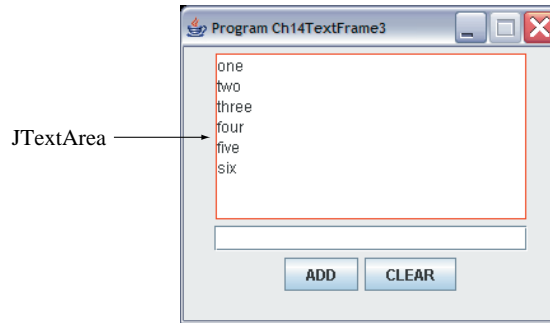 Program Ch14TextFrame3
one
two
three
four
five
six
JTextArea
ADD CLEAR